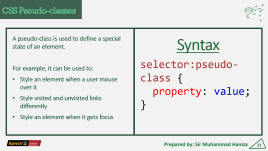 CSS Pseudo-classes
A pseudo-class is used to define a special
state of an element.
For example, it can be used to:
• Style an element when a user mouse
over it
• Style visited and unvisited links
differently
• Style an element when it gets focus
Syntax
selector:pseudo-
class {
property: value;
}
Aptech
Prepared by: Sir Muhammad Hamza